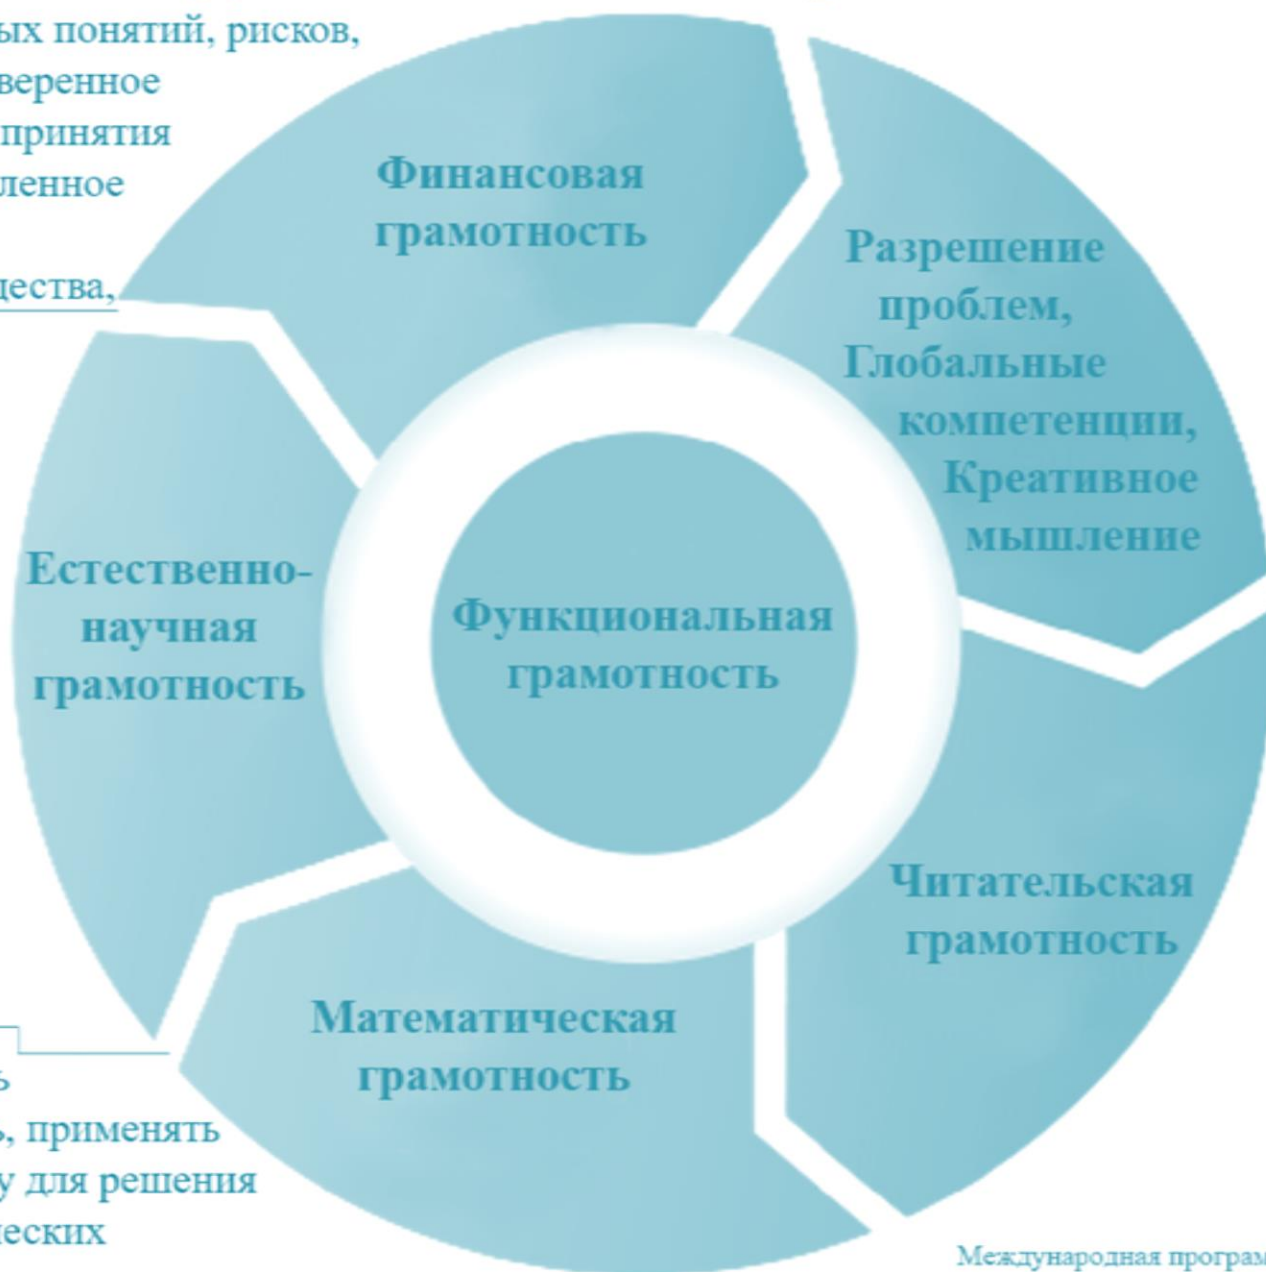 ых понятий, рисков,
веренное
принятия
ленное
щества,
Финансовая
грамотность
Разрешение
проблем,
Глобальные
компетенции,
Креативное
мышление
Естественно-
научная
грамотность
Функциональная
грамотность
Читательская
грамотность
Математическая
грамотность
ь
ь, применять
у для решения
еских
Международная програм